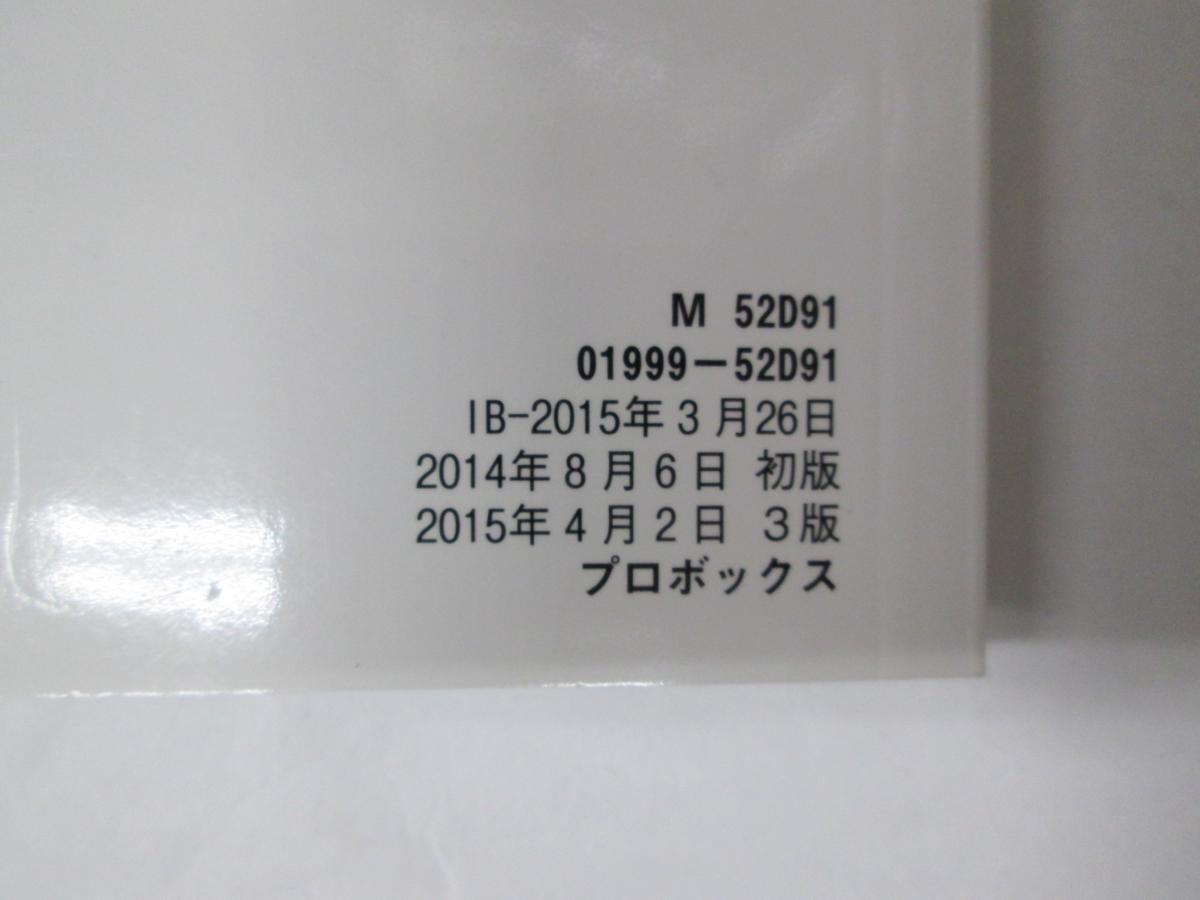 M 52D91
01999−52D91
IB-2015年3月26日
2014年8月6日 初版
2015年4月2日 3版
プロボックス